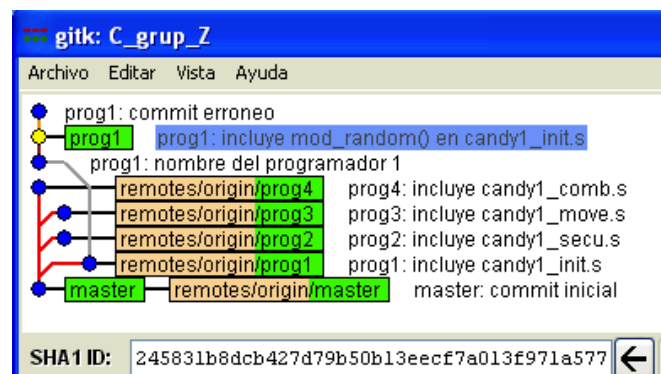 gitk: C_grup_Z
Archivo Editar Vista Ayuda
prog1: commit erroneo
prog1 prog1: incluye mod_random() en candy1_init.s
prog1: nombre del programador 1
remotes/origin/prog4 prog4: incluye candy1_comb.s
remotes/origin/prog3 prog3: incluye candy1_move.s
remotes/origin/prog2 prog2: incluye candy1_secu.s
remotes/origin/prog1 prog1: incluye candy1_init.s
master remotes/origin/master master: commit inicial
SHA1 ID: 245831b8dcb427d79b50b13eecf7a013f971a577